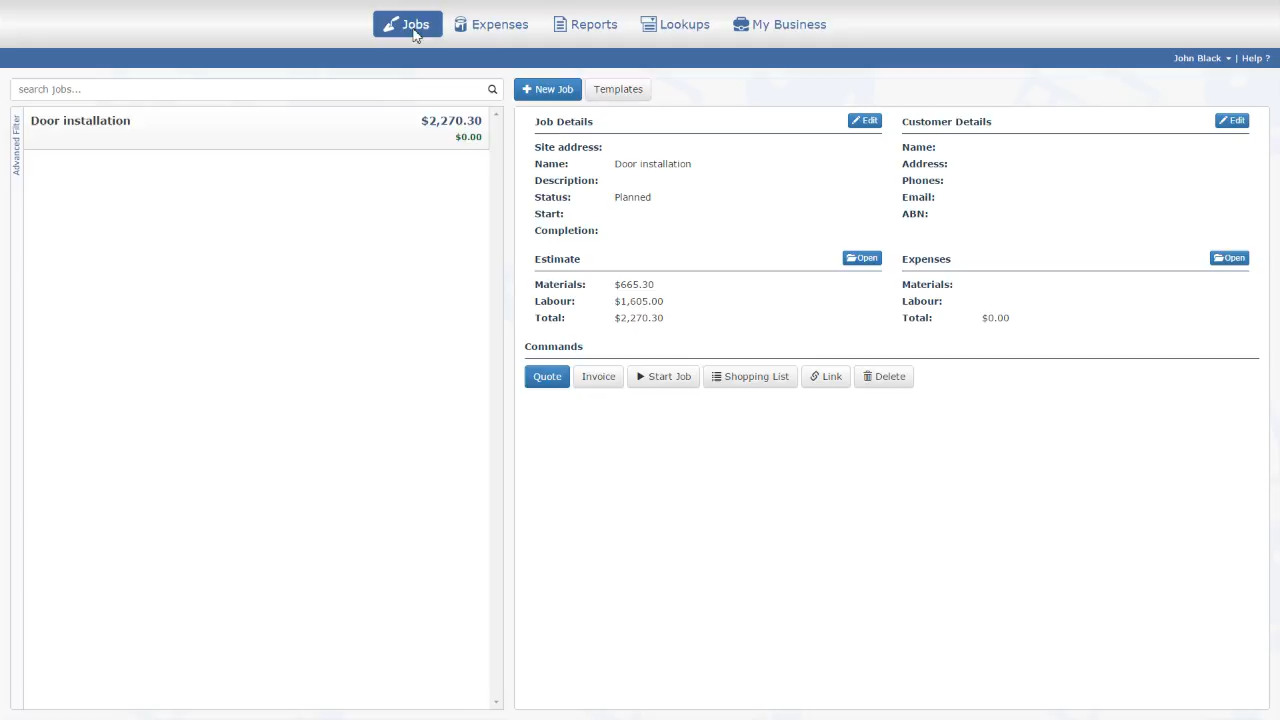 Jobs Expenses Reports Lookups My Business
John Black | Help ?
search jobs... New Job Templates
Advanced Filter
Door installation $2,270.30
$0.00
Job Details Edit
Site address:
Name: Door installation
Description:
Status: Planned
Start:
Completion:
Customer Details Edit
Name:
Address:
Phones:
Email:
ABN:
Estimate Open
Materials: $665.30
Labour: $1,605.00
Total: $2,270.30
Expenses Open
Materials:
Labour:
Total: $0.00
Commands
Quote Invoice Start Job Shopping List Link Delete